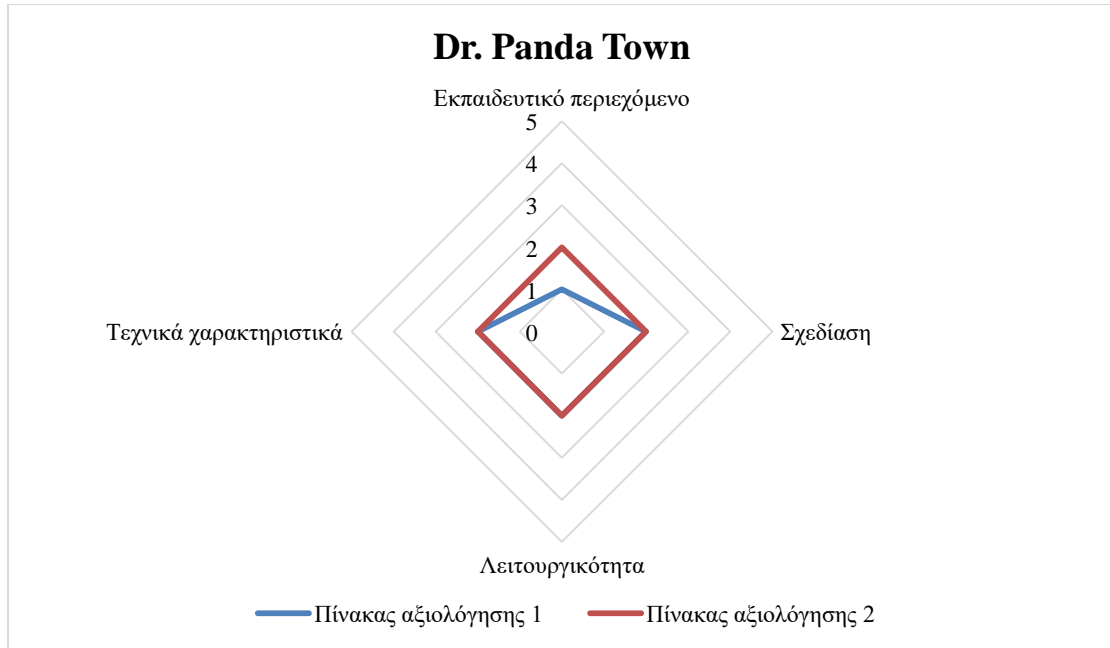 Dr. Panda Town
Εκπαιδευτικό περιεχόμενο
5
4
3
2
1
0
Τεχνικά χαρακτηριστικά
Σχεδίαση
Λειτουργικότητα
Πίνακας αξιολόγησης 1
Πίνακας αξιολόγησης 2